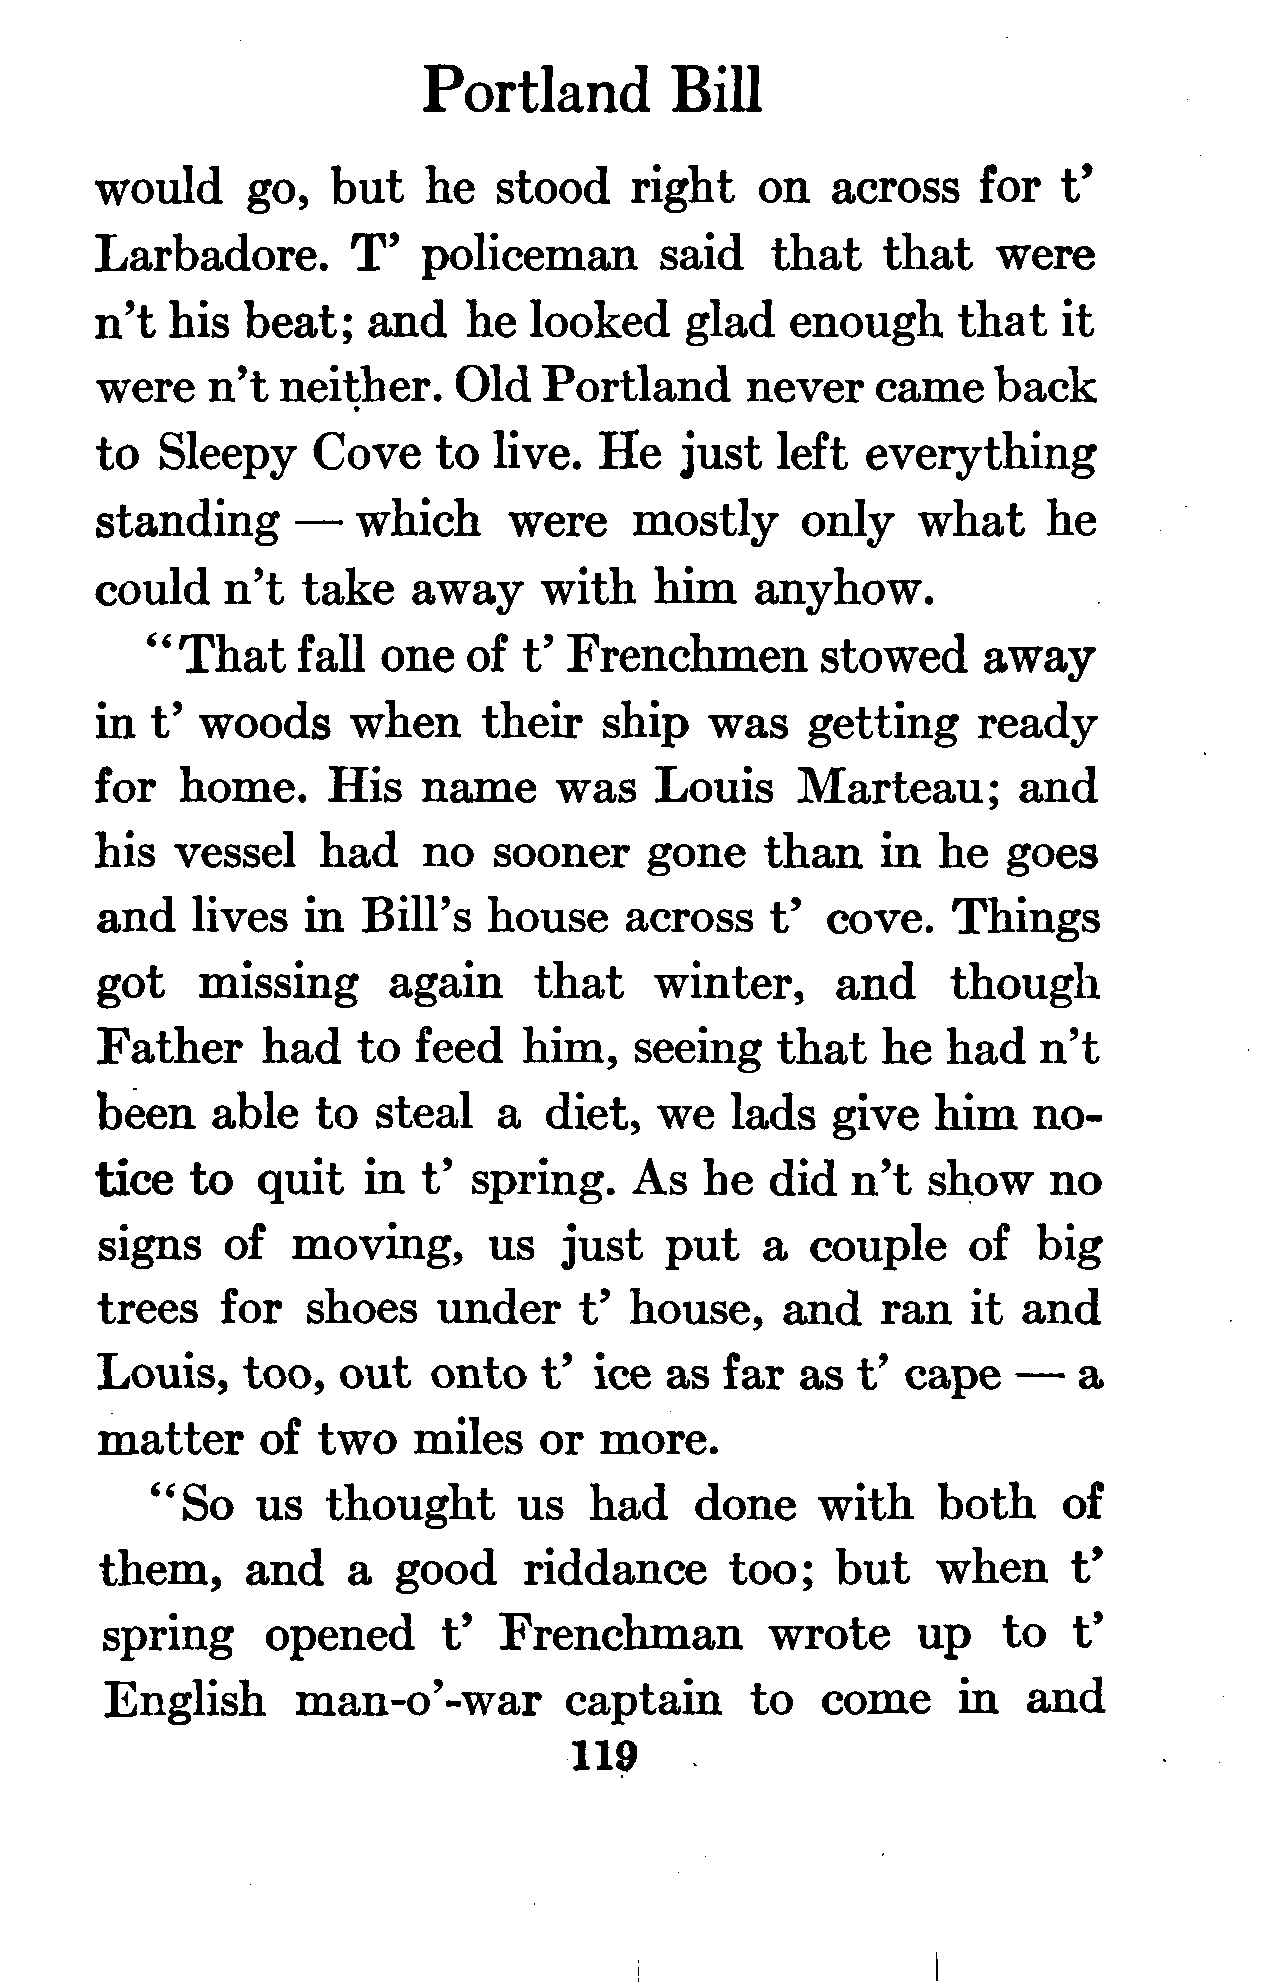 Portland Bill
would go, but he stood right on across for t'
Larbadore. T' policeman said that that were
n't his beat; and he looked glad enough that it
were n't neither. Old Portland never came back
to Sleepy Cove to live. He just left everything
standing — which were mostly only what he
could n't take away with him anyhow.
“That fall one of t' Frenchmen stowed away
in t' woods when their ship was getting ready
for home. His name was Louis Marteau; and
his vessel had no sooner gone than in he goes
and lives in Bill's house across t' cove. Things
got missing again that winter, and though
Father had to feed him, seeing that he had n't
been able to steal a diet, we lads give him no-
tice to quit in t' spring. As he did n't show no
signs of moving, us just put a couple of big
trees for shoes under t' house, and ran it and
Louis, too, out onto t' ice as far as t' cape — a
matter of two miles or more.
“So us thought us had done with both of
them, and a good riddance too; but when t'
spring opened t' Frenchman wrote up to t'
English man-o'-war captain to come in and
119